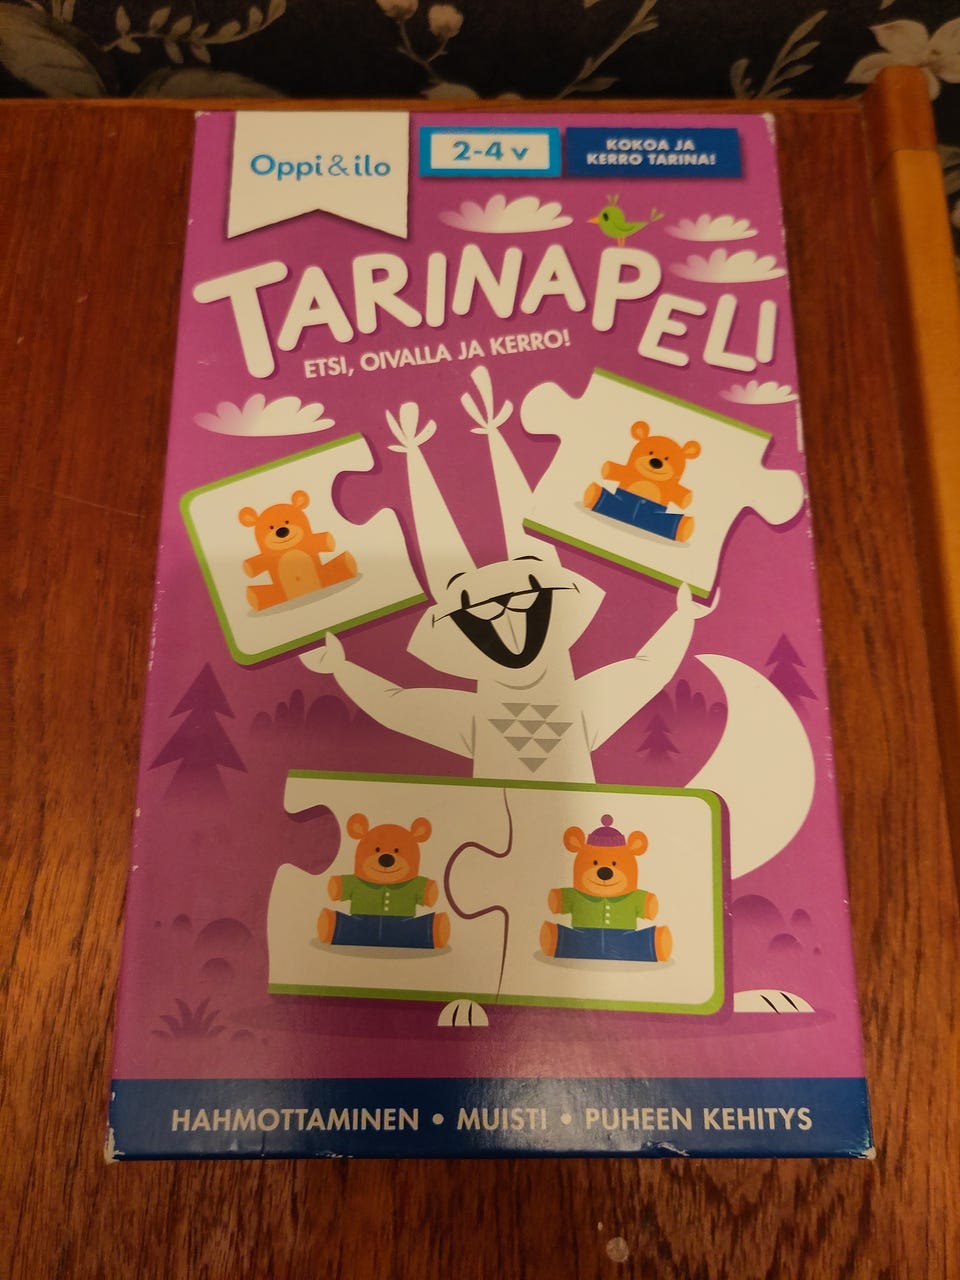 Oppi&ilo
2-4 v
KOKOA JA
KERRO TARINA!
TARINAPELI
ETSI, OIVALLA JA KERRO!
HAHMOTTAMINEN • MUISTI • PUHEEN KEHITYS